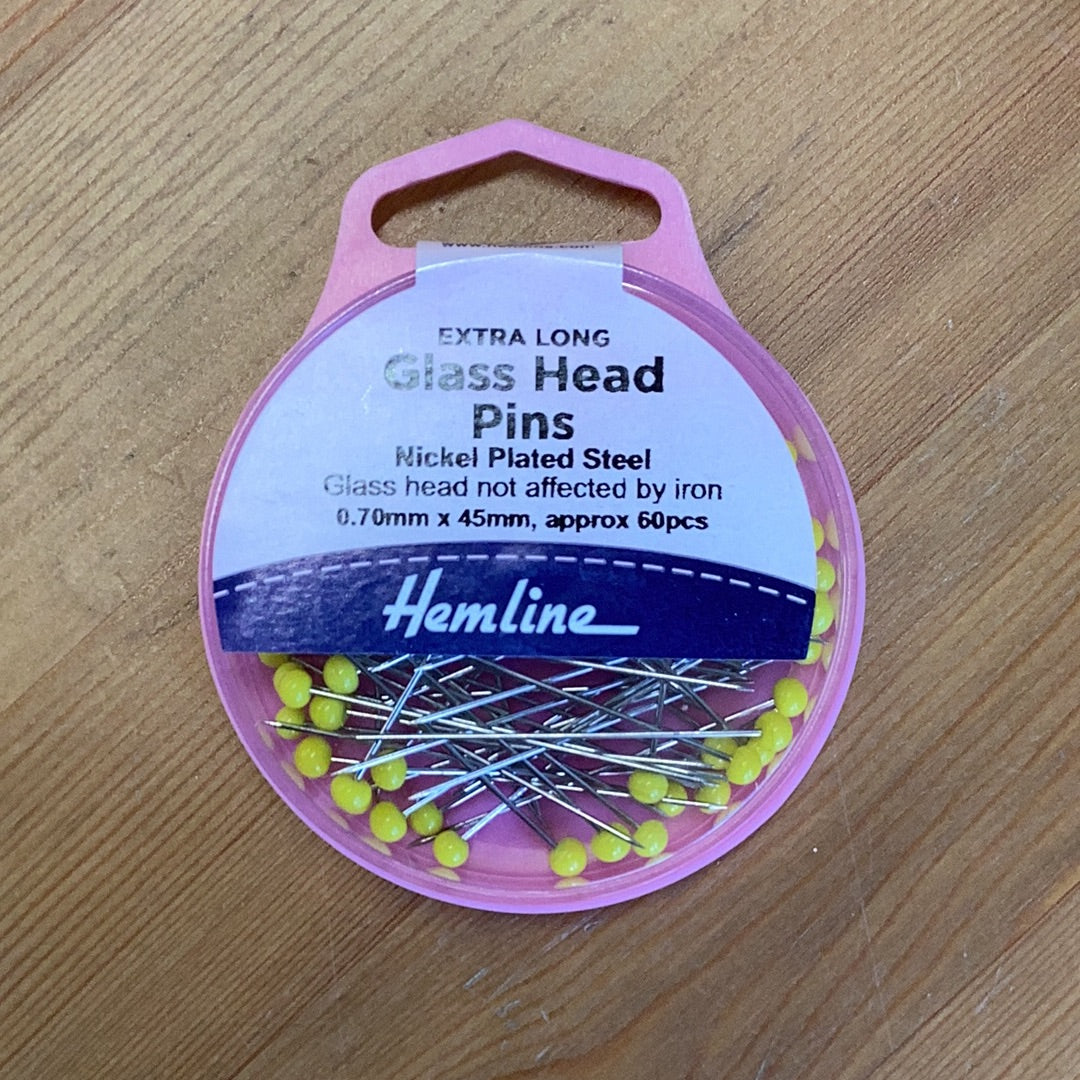 EXTRA LONG
Glass Head
Pins
Nickel Plated Steel
Glass head not affected by iron
0.70mm x 45mm, approx 60pcs
Hemline